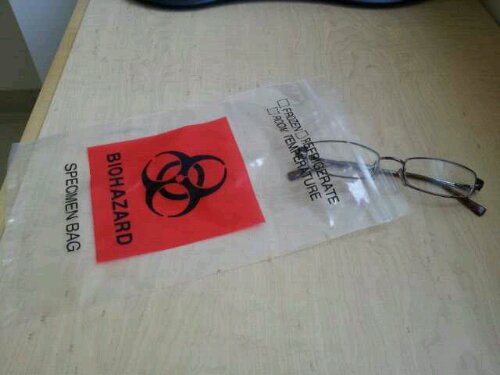 ☐ FROZEN ☐ REFRIGERATE
☐ ROOM TEMPERATURE
BIOHAZARD
SPECIMEN BAG